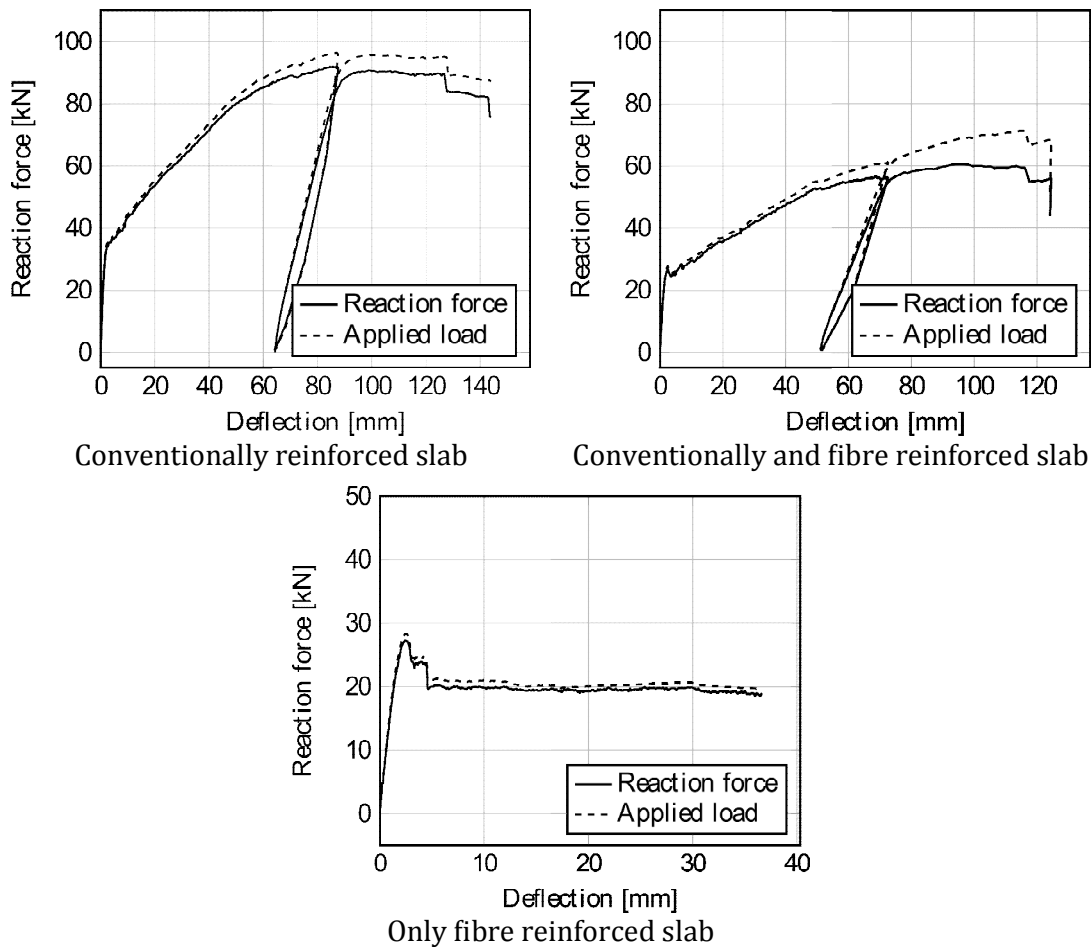 100
80
60
40
20
0
Reaction force [kN]
Reaction force
Applied load
0 20 40 60 80 100 120 140
Deflection [mm]
Conventionally reinforced slab
100
80
60
40
20
0
Reaction force [kN]
Reaction force
Applied load
0 20 40 60 80 100 120
Deflection [mm]
Conventionally and fibre reinforced slab
50
40
30
20
10
0
Reaction force [kN]
Reaction force
Applied load
0 10 20 30 40
Deflection [mm]
Only fibre reinforced slab